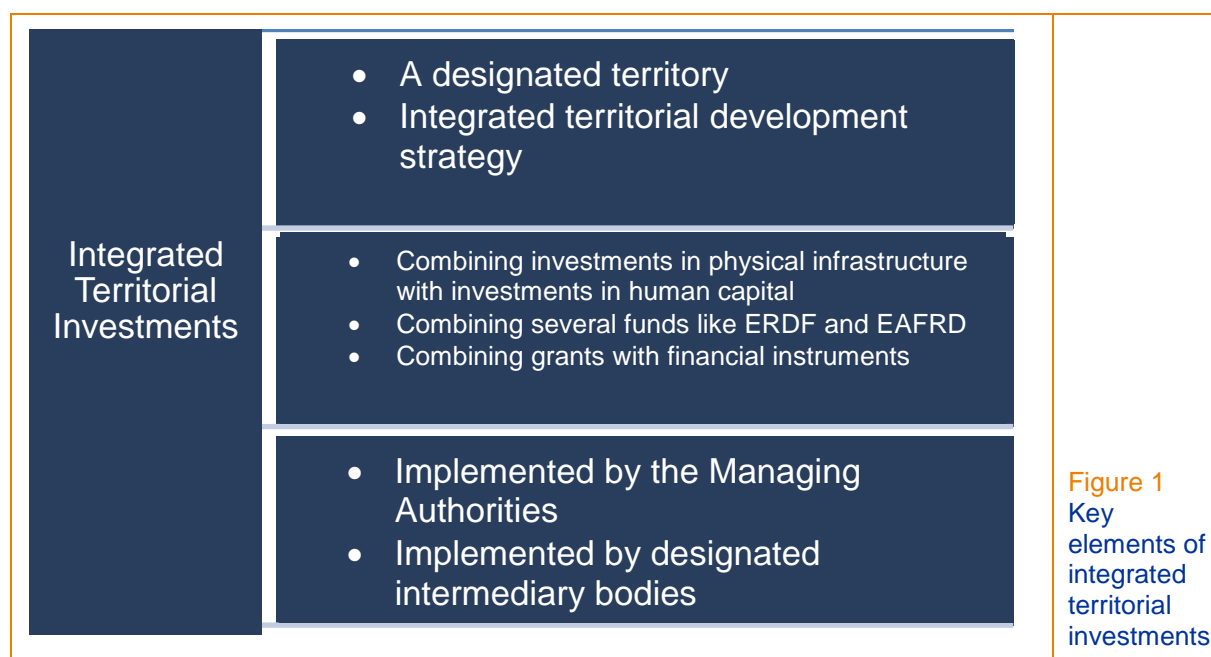 Integrated
Territorial
Investments
• A designated territory
• Integrated territorial development
strategy
• Combining investments in physical infrastructure
with investments in human capital
• Combining several funds like ERDF and EAFRD
• Combining grants with financial instruments
• Implemented by the Managing
Authorities
• Implemented by designated
intermediary bodies
Figure 1
Key
elements of
integrated
territorial
investments